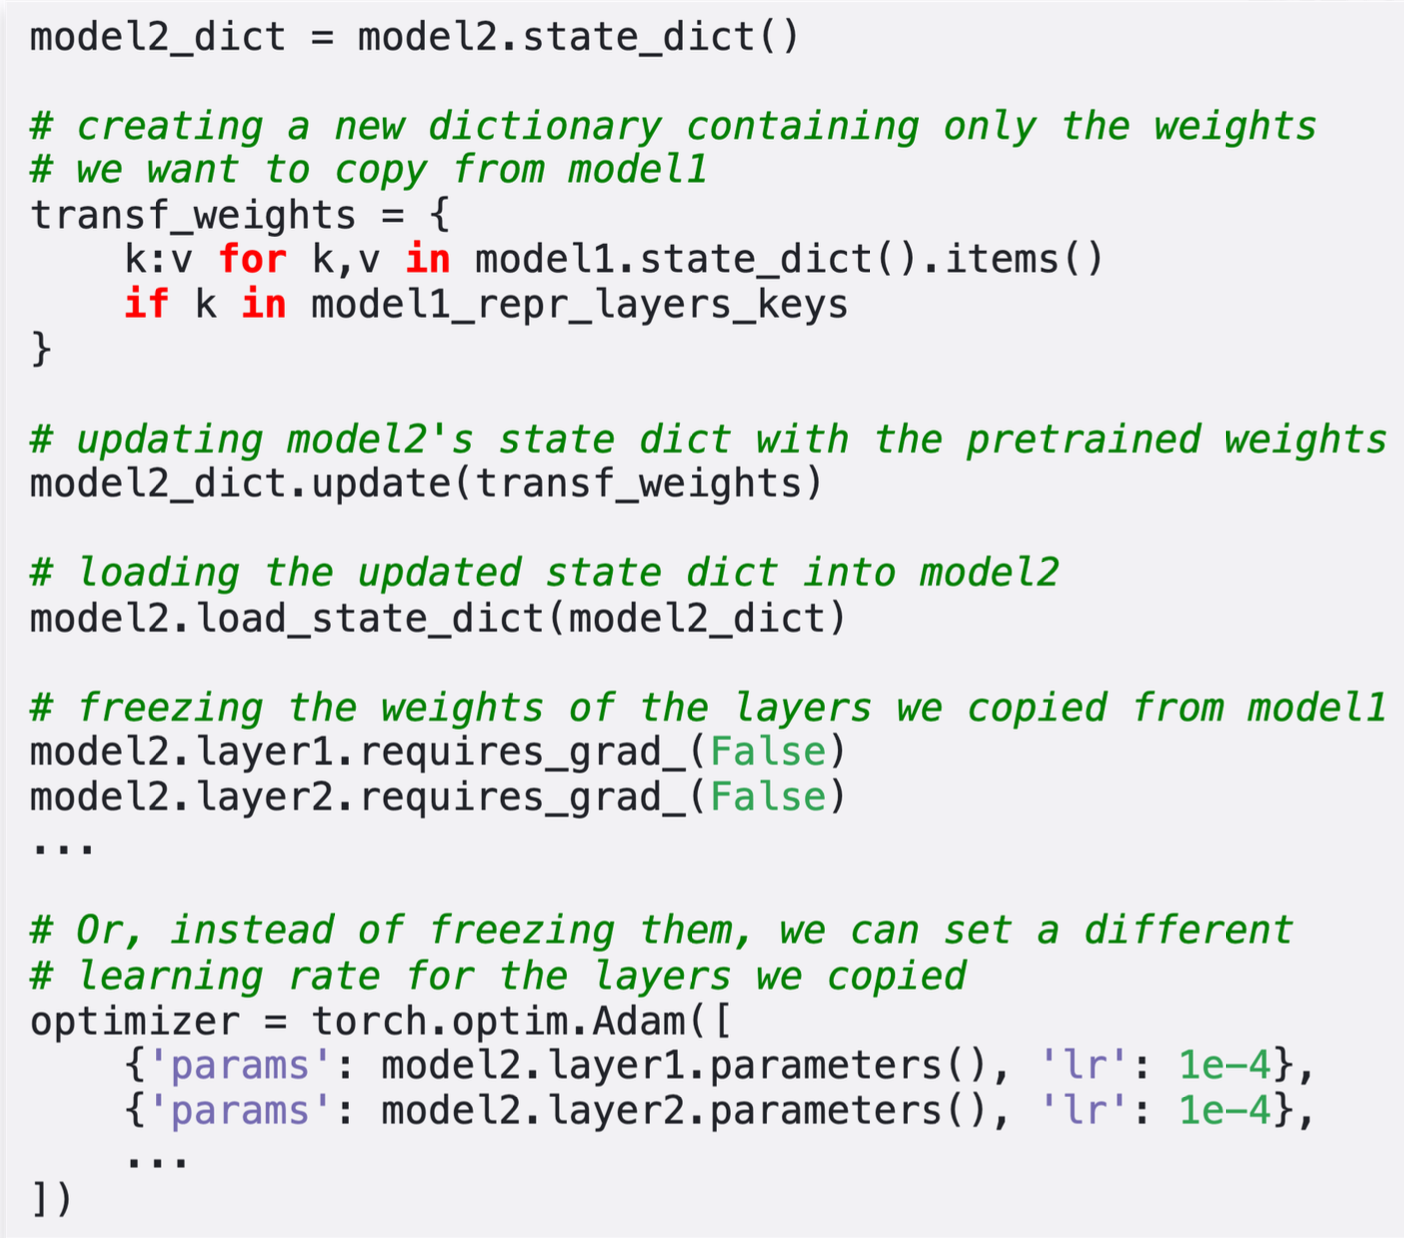 model2_dict = model2.state_dict()

# creating a new dictionary containing only the weights
# we want to copy from model1
transf_weights = {
    k:v for k,v in model1.state_dict().items()
    if k in model1_repr_layers_keys
}

# updating model2's state dict with the pretrained weights
model2_dict.update(transf_weights)

# loading the updated state dict into model2
model2.load_state_dict(model2_dict)

# freezing the weights of the layers we copied from model1
model2.layer1.requires_grad_(False)
model2.layer2.requires_grad_(False)
...

# Or, instead of freezing them, we can set a different
# learning rate for the layers we copied
optimizer = torch.optim.Adam([
    {'params': model2.layer1.parameters(), 'lr': 1e-4},
    {'params': model2.layer2.parameters(), 'lr': 1e-4},
    ...
])